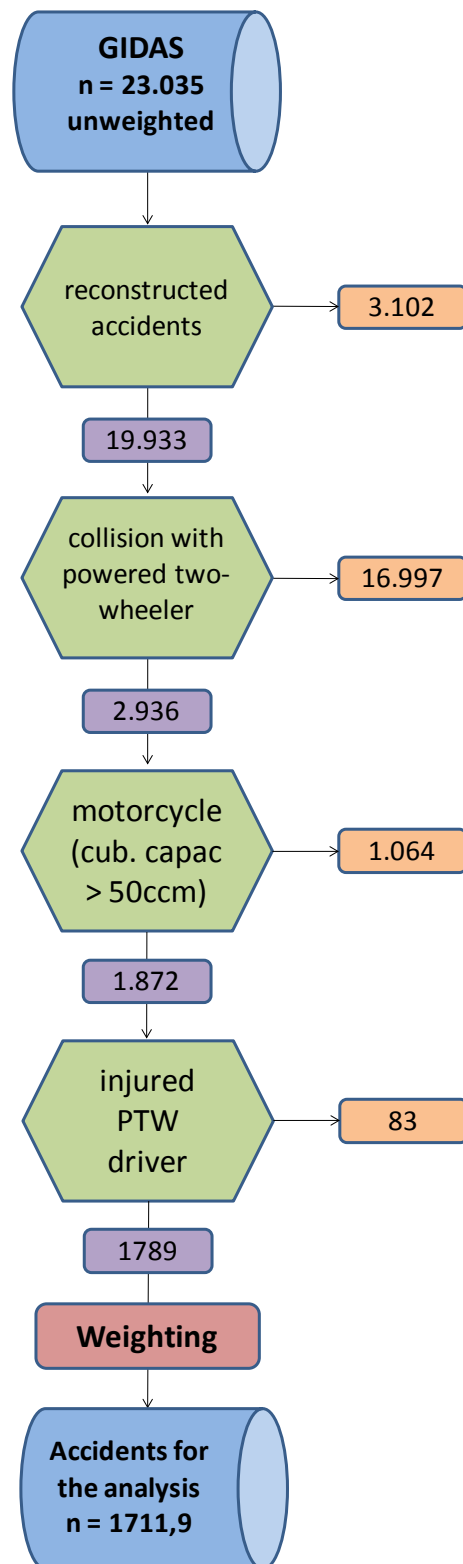 GIDAS
n = 23.035
unweighted
reconstructed
accidents
3.102
19.933
collision with
powered two-
wheeler
16.997
2.936
motorcycle
(cub. capac
> 50ccm)
1.064
1.872
injured
PTW
driver
83
1789
Weighting
Accidents for
the analysis
n = 1711,9